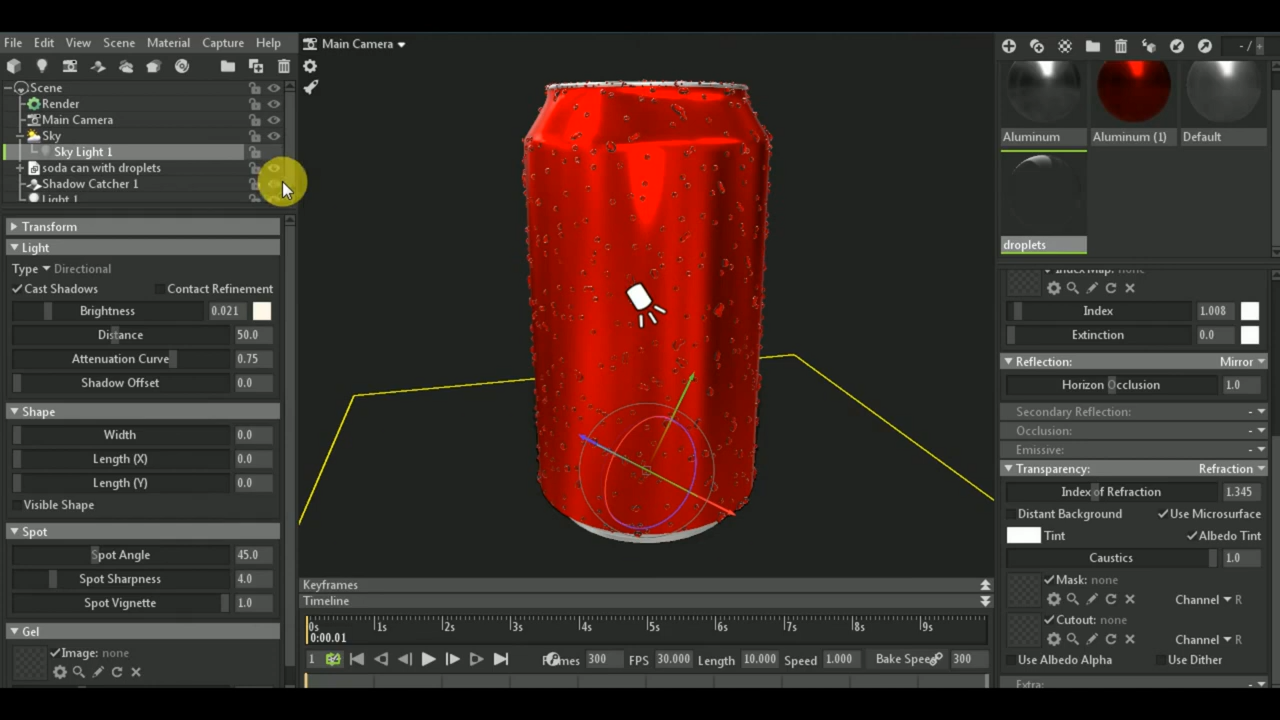 File Edit View Scene Material Capture Help
Main Camera
- / +
Scene
Render
Main Camera
Sky
Sky Light 1
soda can with droplets
Shadow Catcher 1
Light 1
Transform
Light
Type Directional
Cast Shadows Contact Refinement
Brightness 0.021
Distance 50.0
Attenuation Curve 0.75
Shadow Offset 0.0
Shape
Width 0.0
Length (X) 0.0
Length (Y) 0.0
Visible Shape
Spot
Spot Angle 45.0
Spot Sharpness 4.0
Spot Vignette 1.0
Gel
Image: none
Keyframes
Timeline
0s 1s 2s 3s 4s 5s 6s 7s 8s 9s
0:00.01
1 Frames 300 FPS 30.000 Length 10.000 Speed 1.000 Bake Speed 300
Aluminum Aluminum (1) Default
droplets
Index Map: none
Index 1.008
Extinction 0.0
Reflection: Mirror
Horizon Occlusion 1.0
Secondary Reflection: -
Occlusion: -
Emissive: -
Transparency: Refraction
Index of Refraction 1.345
Distant Background Use Microsurface
Tint Albedo Tint
Caustics 1.0
Mask: none
Channel R
Cutout: none
Channel R
Use Albedo Alpha Use Dither
Extra: -